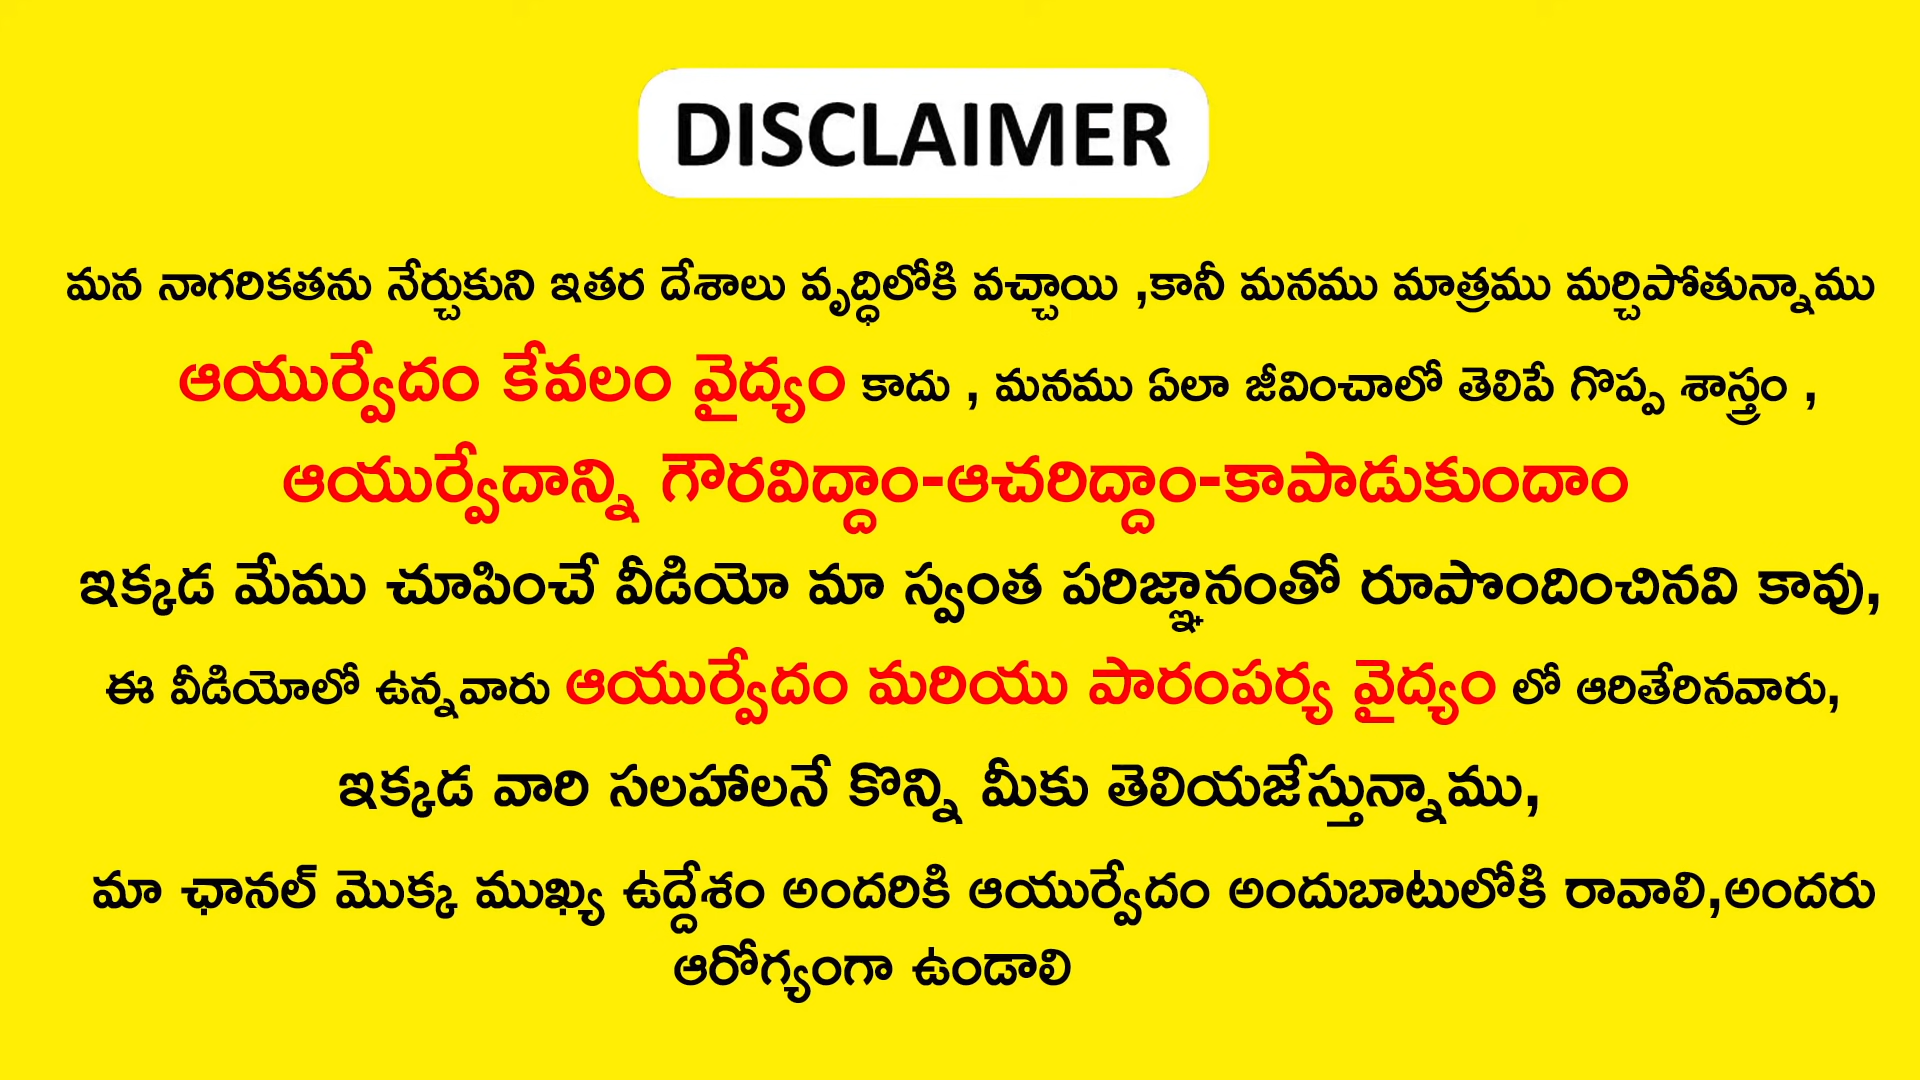 DISCLAIMER
మన నాగరికతను నేర్చుకుని ఇతర దేశాలు వృద్ధిలోకి వచ్చాయి ,కానీ మనము మాత్రము మర్చిపోతున్నాము
ఆయుర్వేదం కేవలం వైద్యం కాదు , మనము ఏలా జీవించాలో తెలిపే గొప్ప శాస్త్రం ,
ఆయుర్వేదాన్ని గౌరవిద్దాం-ఆచరిద్దాం-కాపాడుకుందాం
ఇక్కడ మేము చూపించే వీడియో మా స్వంత పరిజ్ఞానంతో రూపొందించినవి కావు,
ఈ వీడియోలో ఉన్నవారు ఆయుర్వేదం మరియు పారంపర్య వైద్యం లో ఆరితేరినవారు,
ఇక్కడ వారి సలహాలనే కొన్ని మీకు తెలియజేస్తున్నాము,
మా ఛానల్ మొక్క ముఖ్య ఉద్దేశం అందరికి ఆయుర్వేదం అందుబాటులోకి రావాలి,అందరు
ఆరోగ్యంగా ఉండాలి